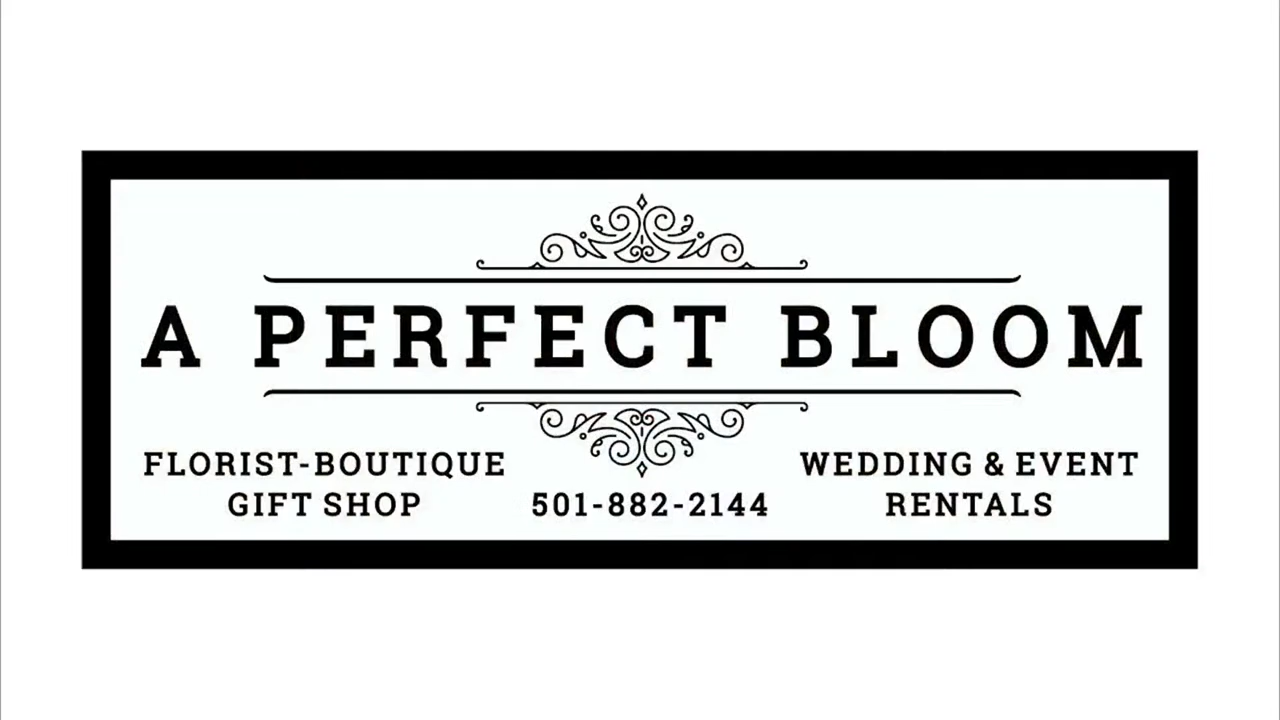 A PERFECT BLOOM
FLORIST-BOUTIQUE
GIFT SHOP
501-882-2144
WEDDING & EVENT
RENTALS